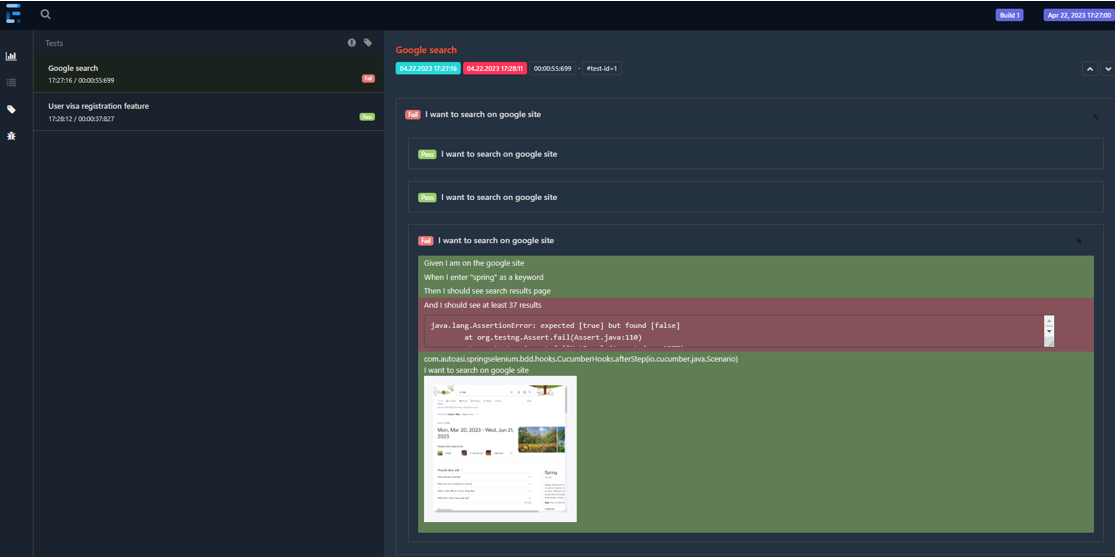 Build 1
Apr 22, 2023 17:27:00
Tests
Google search
17:27:16 / 00:00:55:699
Fail
User visa registration feature
17:28:12 / 00:00:37:827
Pass
Google search
04.22.2023 17:27:16
04.22.2023 17:28:11
00:00:55:699
-
#test-id=1
Fail I want to search on google site
Pass I want to search on google site
Pass I want to search on google site
Fail I want to search on google site
Given I am on the google site
When I enter "spring" as a keyword
Then I should see search results page
And I should see at least 37 results
java.lang.AssertionError: expected [true] but found [false]
at org.testng.Assert.fail(Assert.java:110)
com.autoasi.springselenium.bdd.hooks.CucumberHooks.afterStep(io.cucumber.java.Scenario)
I want to search on google site
Mon, Mar 20, 2023 - Wed, Jun 21,
2023
People also ask
Spring